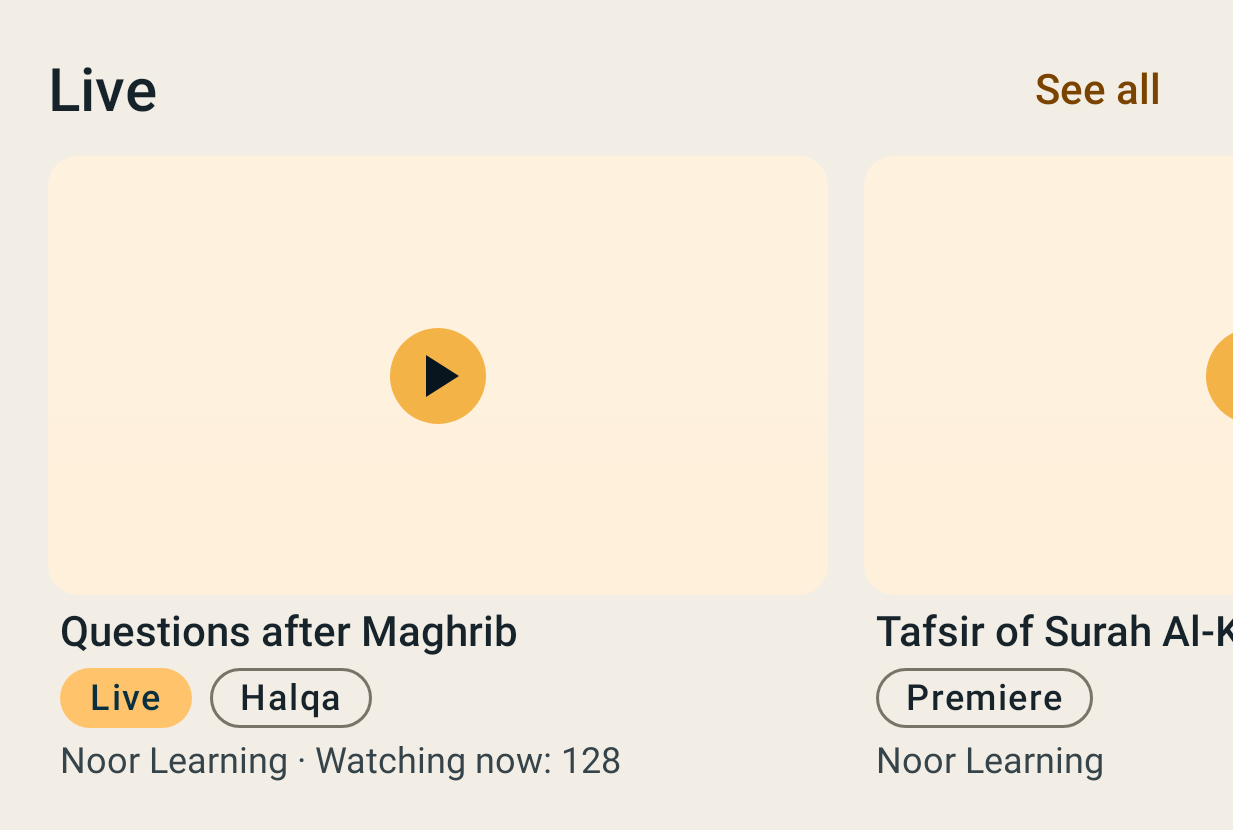 Live
See all
Questions after Maghrib
Live
Halqa
Noor Learning · Watching now: 128
Tafsir of Surah
Premiere
Noor Learning